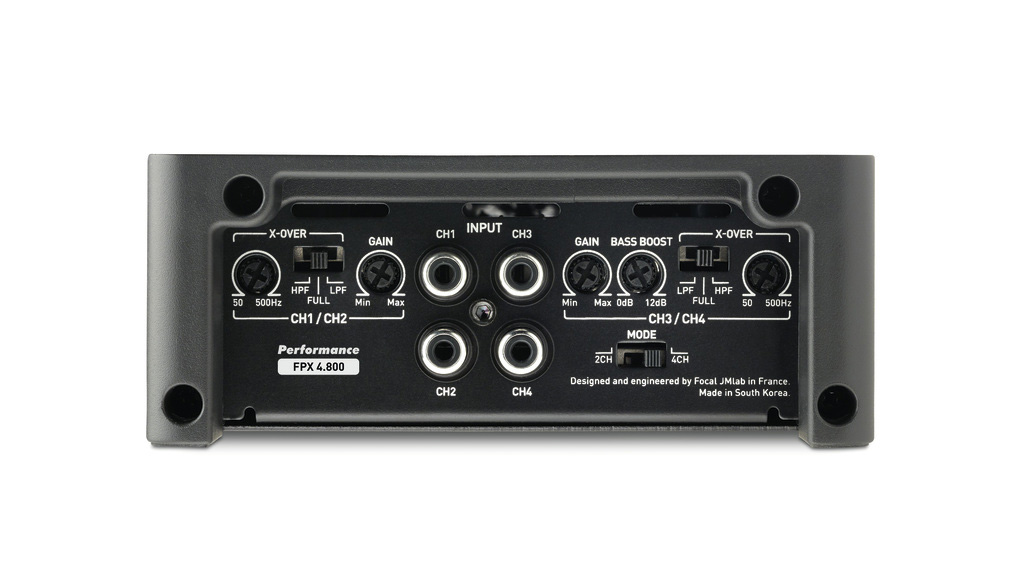 X-OVER
GAIN
CH1
INPUT
CH3
GAIN
BASS BOOST
X-OVER
HPF
LPF
FULL
50
500Hz
Min
Max
CH1 / CH2
Min
Max
0dB
12dB
LPF
HPF
FULL
50
500Hz
CH3 / CH4
MODE
2CH
4CH
Performance
FPX 4.800
CH2
CH4
Designed and engineered by Focal JMlab in France.
Made in South Korea.